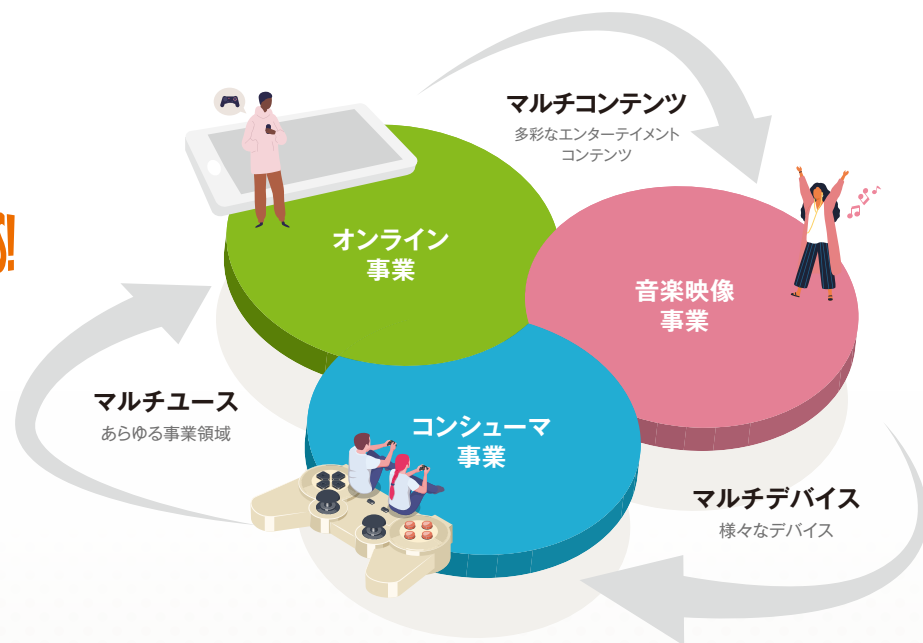 マルチコンテンツ
多彩なエンターテイメント
コンテンツ
S!
オンライン
事業
音楽映像
事業
マルチユース
あらゆる事業領域
コンシューマ
事業
マルチデバイス
様々なデバイス